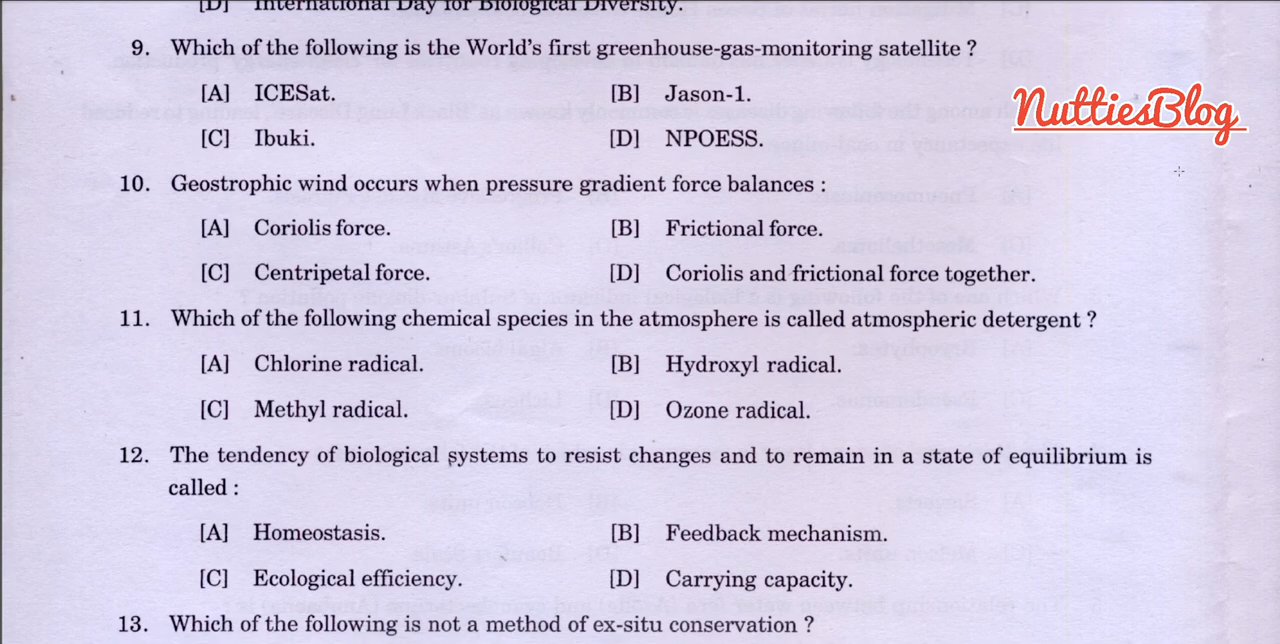 [D] International Day for Biological Diversity.
9. Which of the following is the World's first greenhouse-gas-monitoring satellite ?
[A] ICESat. [B] Jason-1.
NuttiesBlog
[C] Ibuki. [D] NPOESS.
10. Geostrophic wind occurs when pressure gradient force balances :
[A] Coriolis force. [B] Frictional force.
[C] Centripetal force. [D] Coriolis and frictional force together.
11. Which of the following chemical species in the atmosphere is called atmospheric detergent ?
[A] Chlorine radical. [B] Hydroxyl radical.
[C] Methyl radical. [D] Ozone radical.
12. The tendency of biological systems to resist changes and to remain in a state of equilibrium is
called :
[A] Homeostasis. [B] Feedback mechanism.
[C] Ecological efficiency. [D] Carrying capacity.
13. Which of the following is not a method of ex-situ conservation ?